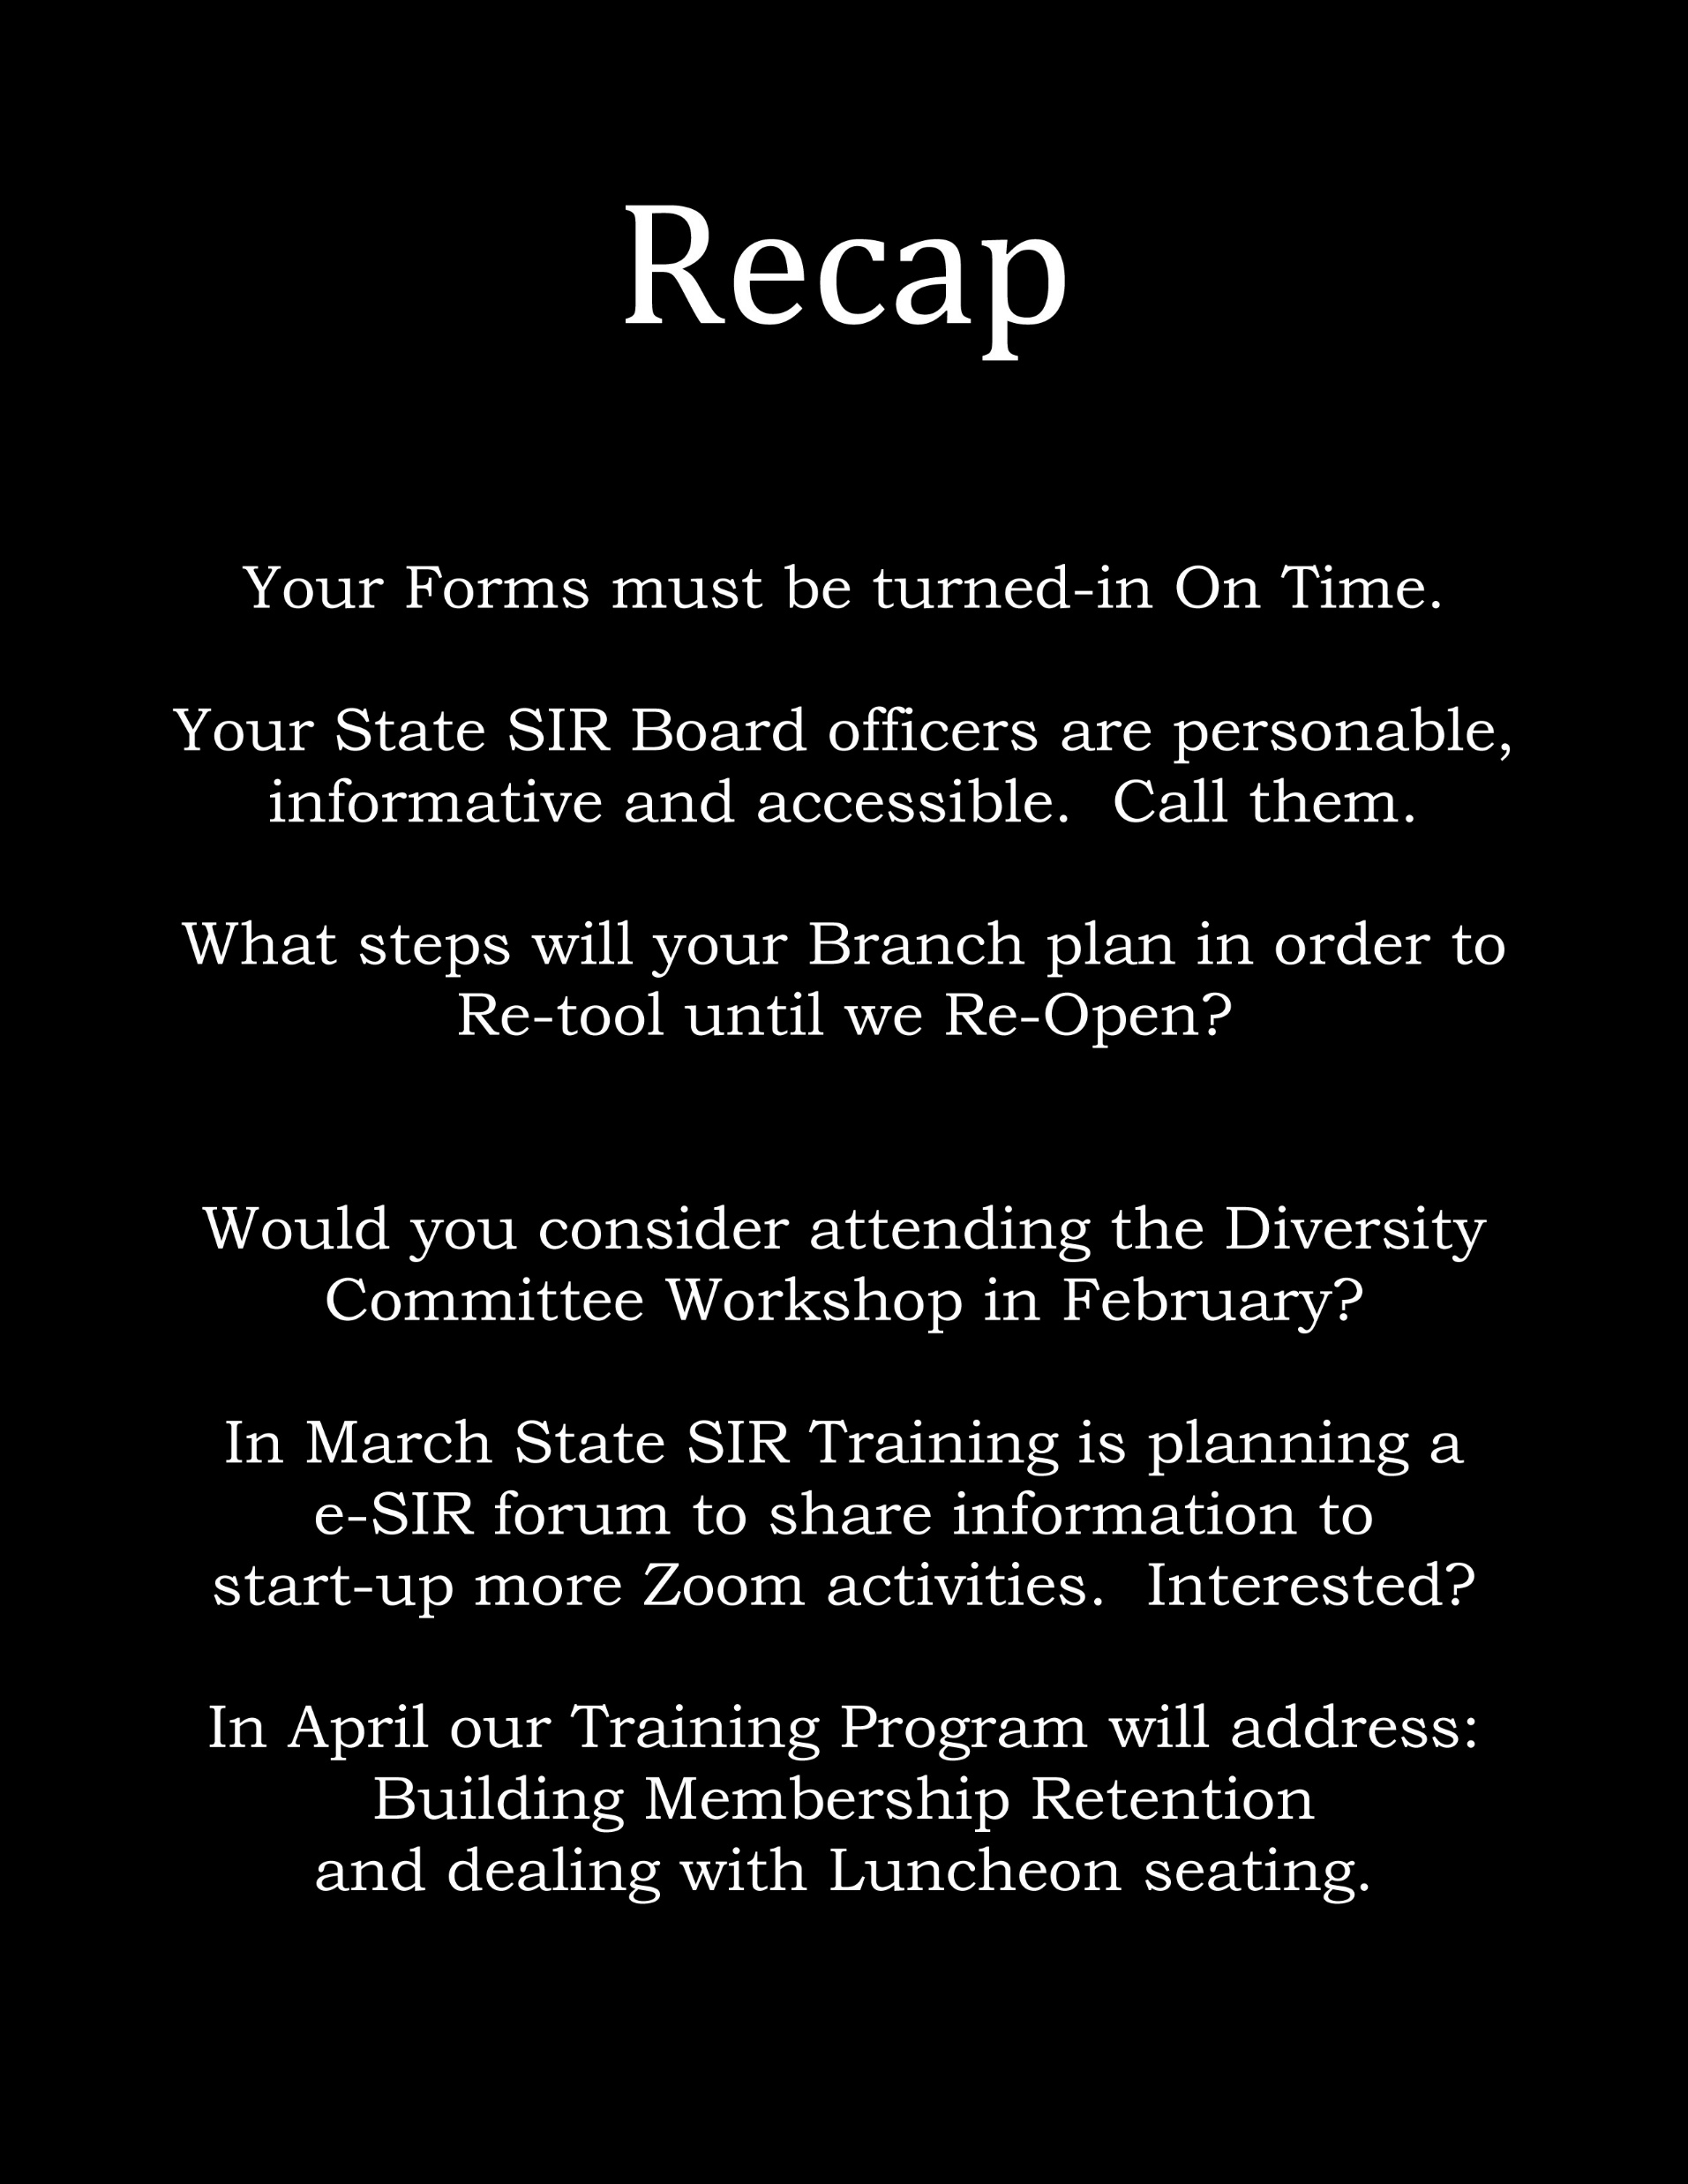 Recap
Your Forms must be turned-in On Time.
Your State SIR Board officers are personable,
informative and accessible.  Call them.
What steps will your Branch plan in order to
Re-tool until we Re-Open?
Would you consider attending the Diversity
Committee Workshop in February?
In March State SIR Training is planning a
e-SIR forum to share information to
start-up more Zoom activities.  Interested?
In April our Training Program will address:
Building Membership Retention
and dealing with Luncheon seating.